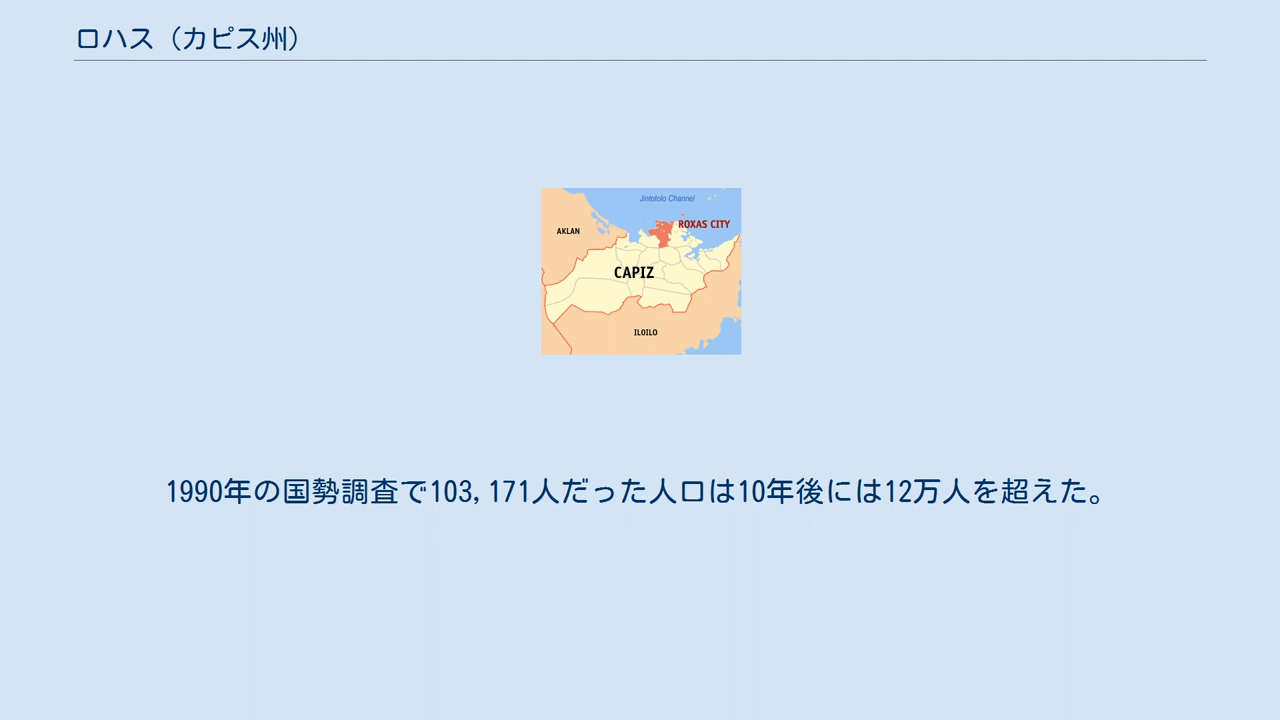 ロハス（カピス州）
Jintotolo Channel
ROXAS CITY
AKLAN
CAPIZ
ILOILO
1990年の国勢調査で103,171人だった人口は10年後には12万人を超えた。